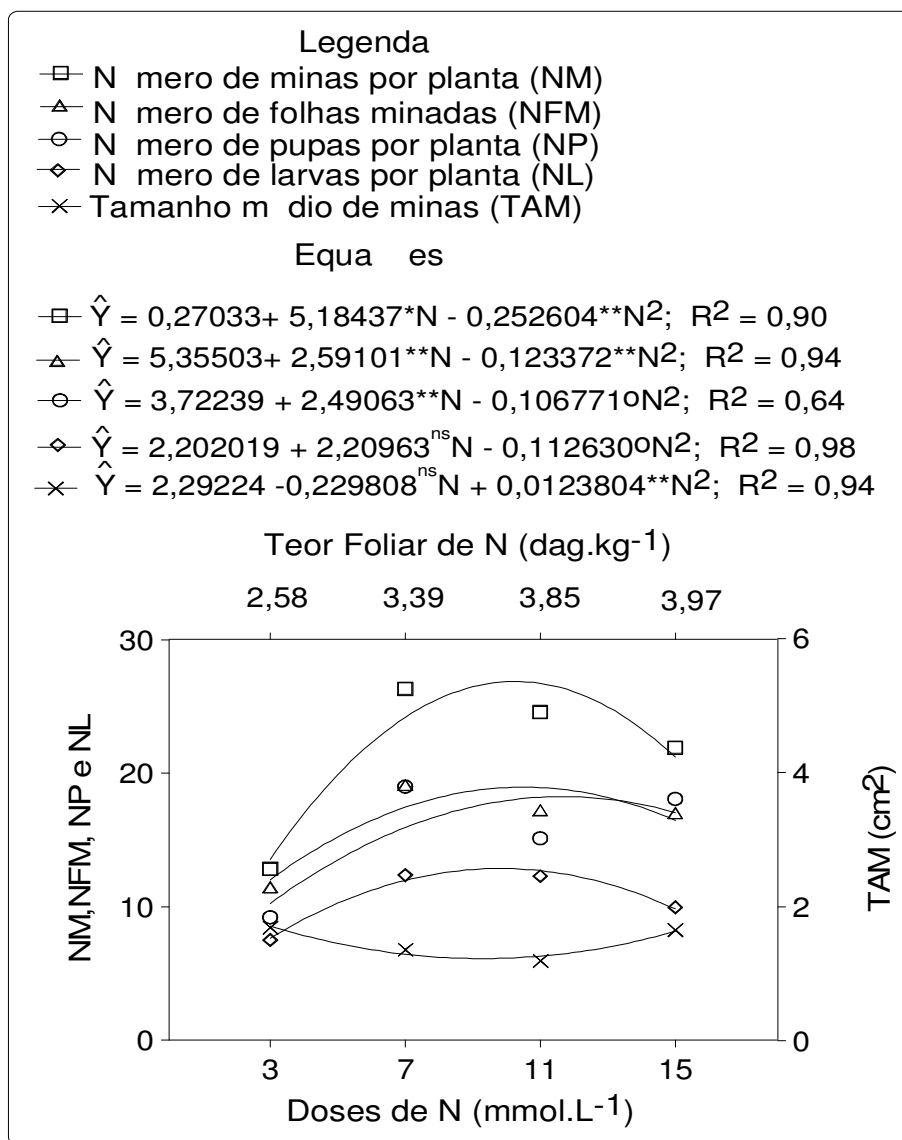 Legenda
N mero de minas por planta (NM)
N mero de folhas minadas (NFM)
N mero de pupas por planta (NP)
N mero de larvas por planta (NL)
Tamanho m dio de minas (TAM)
Equa es
Ŷ = 0,27033+ 5,18437*N - 0,252604**N²; R² = 0,90
Ŷ = 5,35503+ 2,59101**N - 0,123372**N²; R² = 0,94
Ŷ = 3,72239 + 2,49063**N - 0,106771ºN²; R² = 0,64
Ŷ = 2,202019 + 2,20963ⁿˢN - 0,112630ºN²; R² = 0,98
Ŷ = 2,29224 -0,229808ⁿˢN + 0,0123804**N²; R² = 0,94
Teor Foliar de N (dag.kg-1)
2,58 3,39 3,85 3,97
30 6
20 4
10 2
0 0
NM,NFM, NP e NL
TAM (cm²)
3 7 11 15
Doses de N (mmol.L-1)